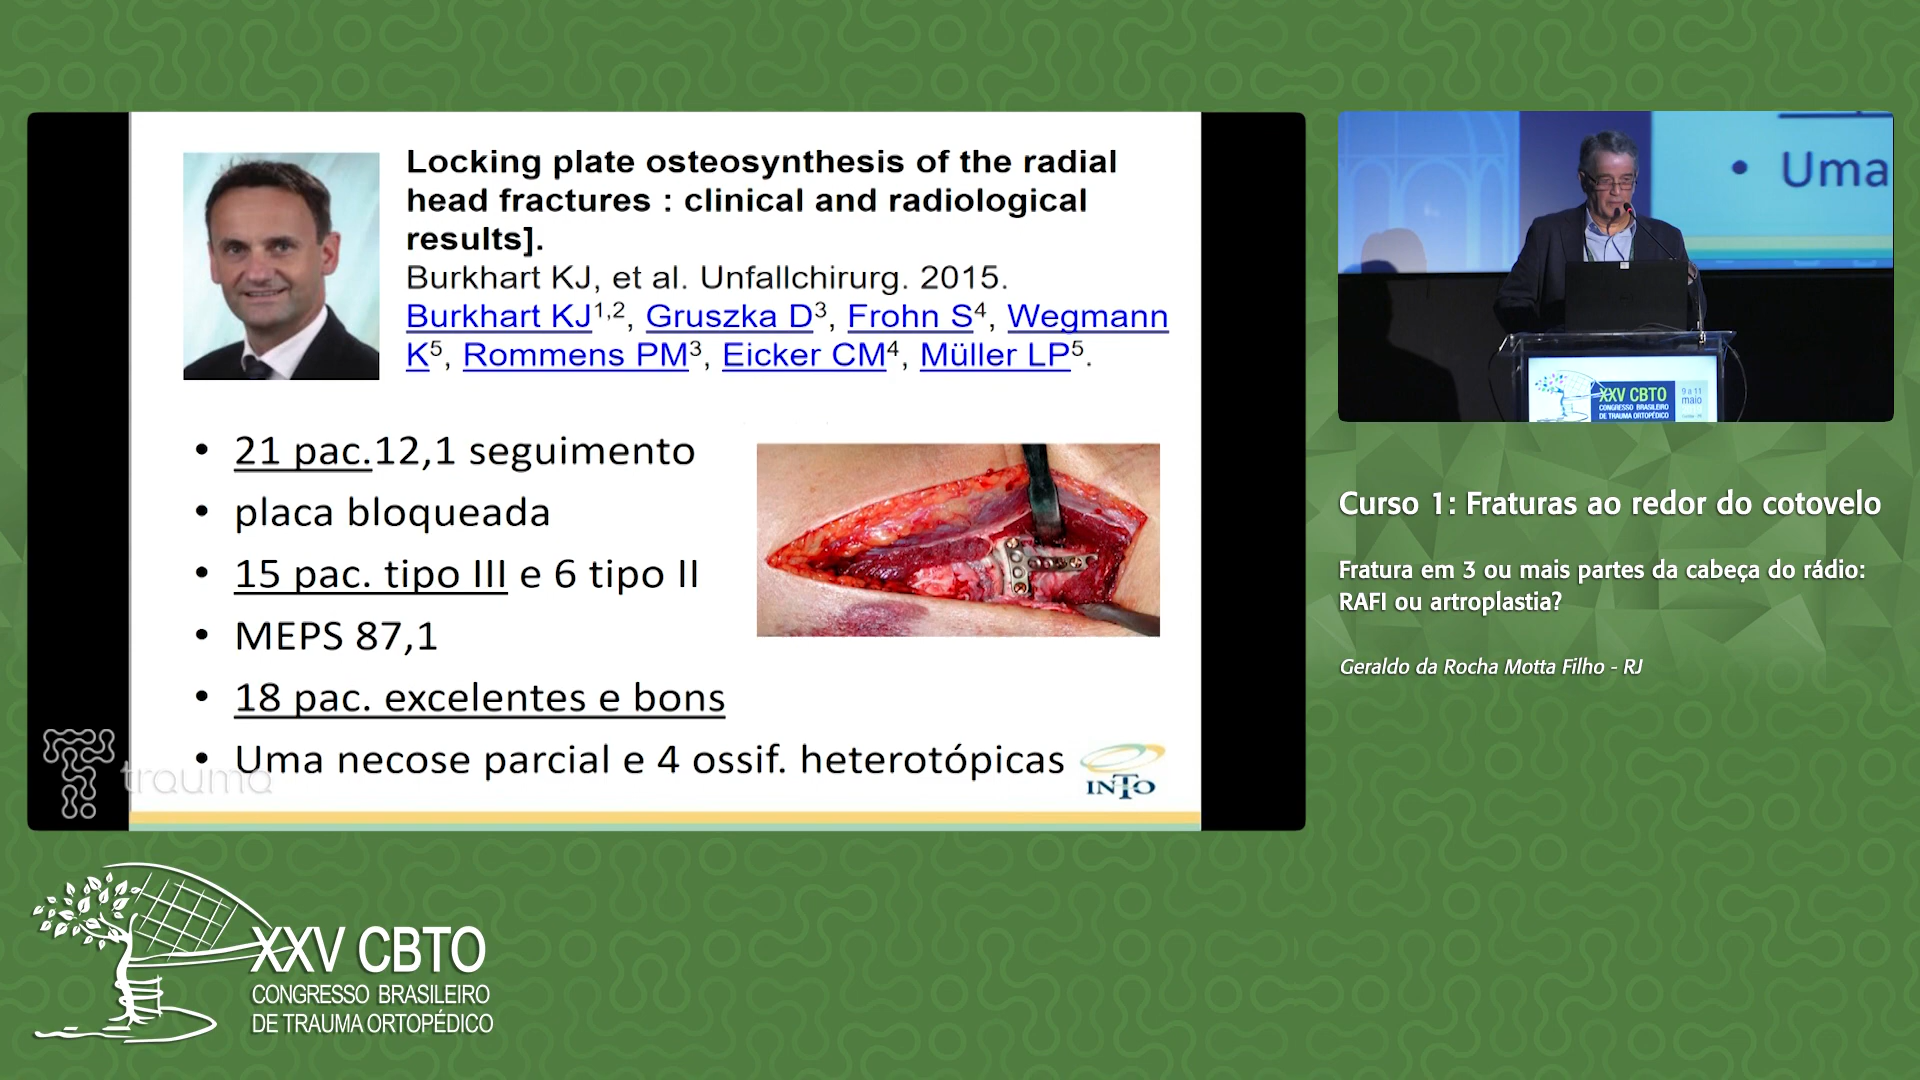 Locking plate osteosynthesis of the radial
head fractures : clinical and radiological
results].
Burkhart KJ, et al. Unfallchirurg. 2015.
Burkhart KJ1,2, Gruszka D3, Frohn S4, Wegmann
K5, Rommens PM3, Eicker CM4, Müller LP5.
• 21 pac.12,1 seguimento
• placa bloqueada
• 15 pac. tipo III e 6 tipo II
• MEPS 87,1
• 18 pac. excelentes e bons
• Uma necose parcial e 4 ossif. heterotópicas
INTO
trauma
• Uma
XXV CBTO
CONGRESSO BRASILEIRO
DE TRAUMA ORTOPÉDICO
9 a 11
maio
Curso 1: Fraturas ao redor do cotovelo
Fratura em 3 ou mais partes da cabeça do rádio:
RAFI ou artroplastia?
Geraldo da Rocha Motta Filho - RJ
XXV CBTO
CONGRESSO BRASILEIRO
DE TRAUMA ORTOPÉDICO